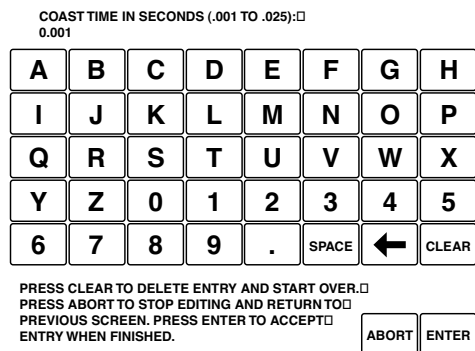 COAST TIME IN SECONDS (.001 TO .025):□
0.001
A B C D E F G H
I J K L M N O P
Q R S T U V W X
Y Z 0 1 2 3 4 5
6 7 8 9 . SPACE ← CLEAR
PRESS CLEAR TO DELETE ENTRY AND START OVER.□
PRESS ABORT TO STOP EDITING AND RETURN TO□
PREVIOUS SCREEN. PRESS ENTER TO ACCEPT□
ENTRY WHEN FINISHED.
ABORT ENTER